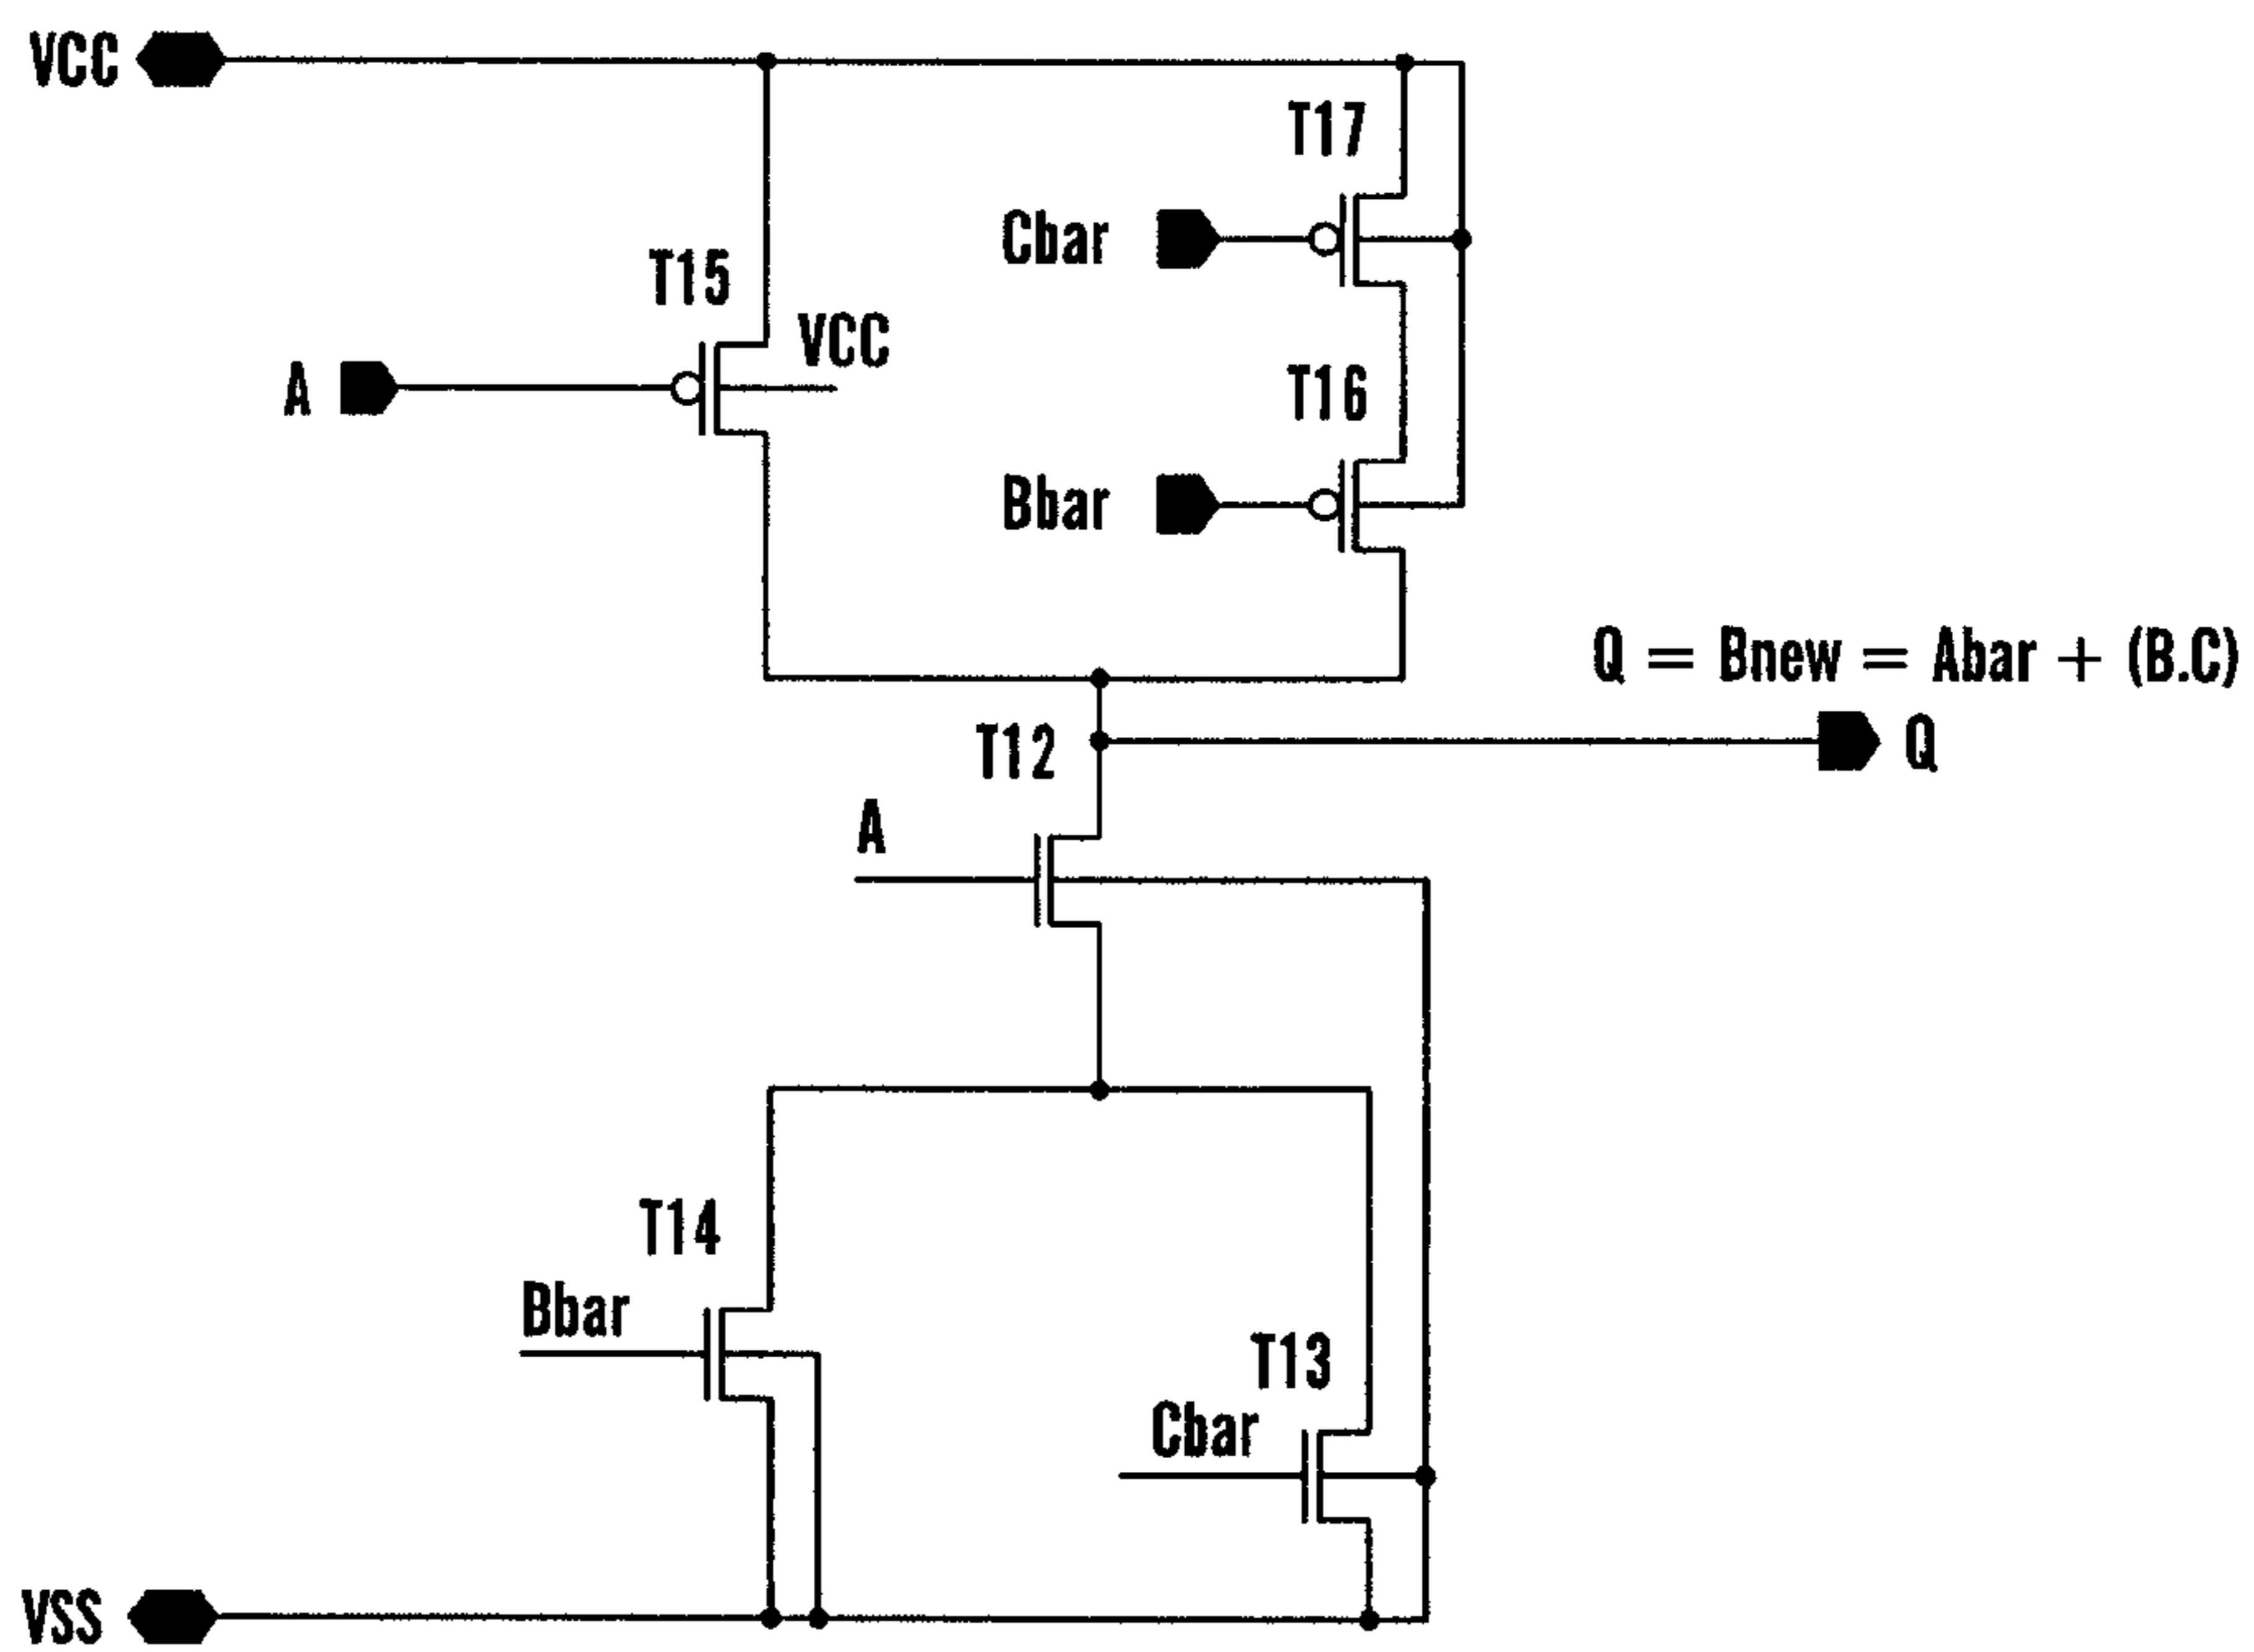 VCC
T17
Cbar
T15
VCC
A
T16
Bbar
Q = Bnew = Abar + (B.C)
T12
Q
A
T14
Bbar
T13
Cbar
VSS